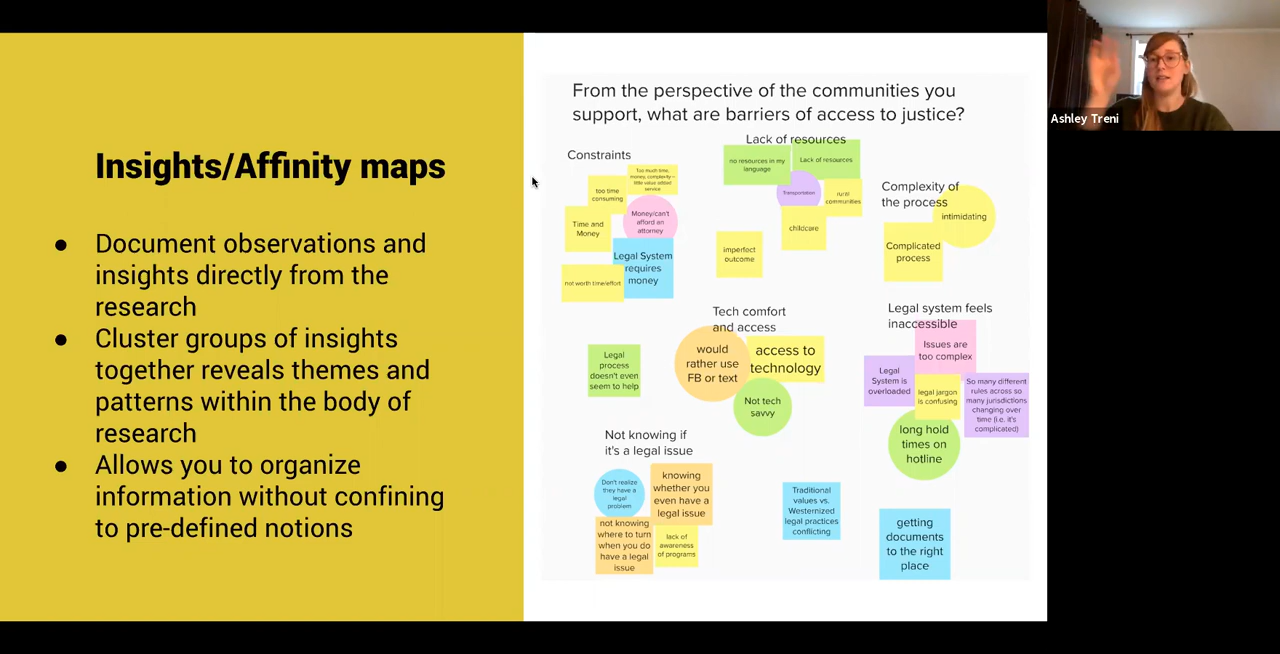 Insights/Affinity maps
● Document observations and
insights directly from the
research
● Cluster groups of insights
together reveals themes and
patterns within the body of
research
● Allows you to organize
information without confining
to pre-defined notions
From the perspective of the communities you
support, what are barriers of access to justice?
Constraints
too time
consuming
Too much time,
money, complexity –
little value added
service
Time and
Money
Money/can't
afford an
attorney
Legal System
requires
money
not worth time/effort
Lack of resources
no resources in my
language
Lack of resources
Transportation
rural
communities
childcare
imperfect
outcome
Complexity of
the process
intimidating
Complicated
process
Tech comfort
and access
would
rather use
FB or text
access to
technology
Not tech
savvy
Legal
process
doesn't even
seem to help
Legal system feels
inaccessible
Issues are
too complex
Legal
System is
overloaded
legal jargon
is confusing
So many different
rules across so
many jurisdictions
changing over
time (i.e. it's
complicated)
long hold
times on
hotline
Not knowing if
it's a legal issue
Don't realize
they have a
legal
problem
knowing
whether you
even have a
legal issue
not knowing
where to turn
when you do
have a legal
issue
lack of
awareness
of programs
Traditional
values vs.
Westernized
legal practices
conflicting
getting
documents
to the right
place
Ashley Treni